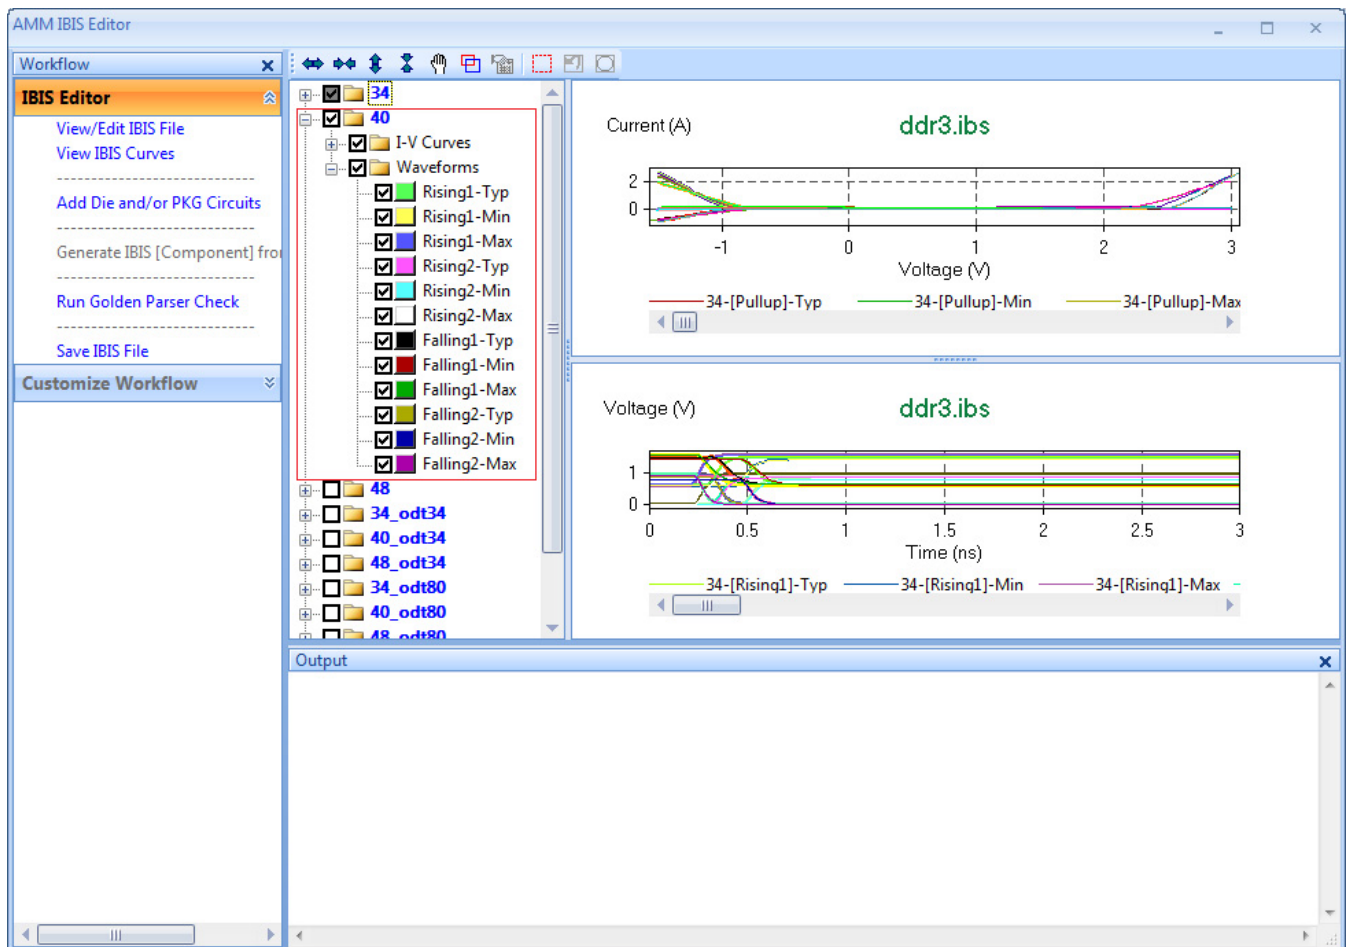 AMM IBIS Editor
Workflow
IBIS Editor
View/Edit IBIS File
View IBIS Curves
Add Die and/or PKG Circuits
Generate IBIS [Component] fro
Run Golden Parser Check
Save IBIS File
Customize Workflow
34
40
I-V Curves
Waveforms
Rising1-Typ
Rising1-Min
Rising1-Max
Rising2-Typ
Rising2-Min
Rising2-Max
Falling1-Typ
Falling1-Min
Falling1-Max
Falling2-Typ
Falling2-Min
Falling2-Max
48
34_odt34
40_odt34
48_odt34
34_odt80
40_odt80
48_odt80
Current (A)
ddr3.ibs
2
0
-1 0 1 2 3
Voltage (V)
34-[Pullup]-Typ 34-[Pullup]-Min 34-[Pullup]-Max
Voltage (V)
ddr3.ibs
1
0
0 0.5 1 1.5 2 3
Time (ns)
34-[Rising1]-Typ 34-[Rising1]-Min 34-[Rising1]-Max
Output